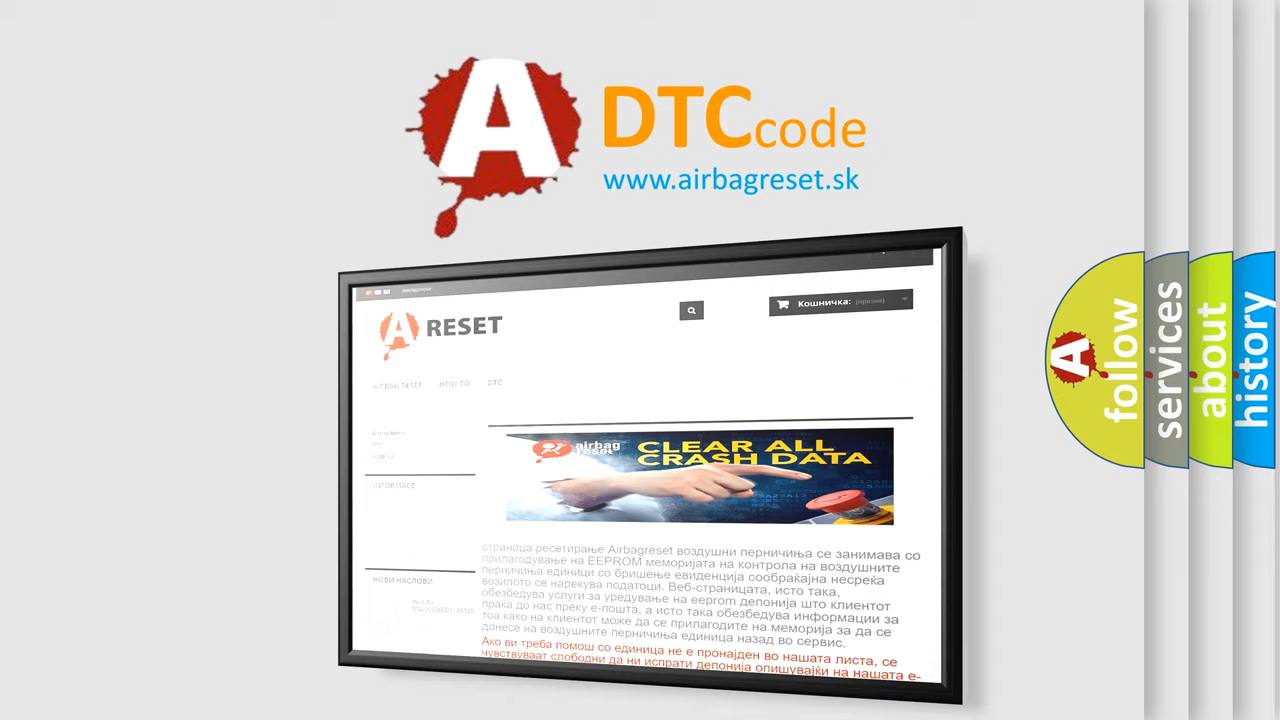 A
DTCcode
www.airbagreset.sk
A RESET
Кошничка: (празна)
AIRBAG RESET HOW TO DTC
INFORMACE
airbag
reset
CLEAR ALL
CRASH DATA
НОВИ НАСЛОВИ
страница ресетирање Airbagreset воздушни перничиња се занимава со
прилагодување на EEPROM меморијата на контрола на воздушните
перничиња единици со бришење евиденција сообраќајна несреќа
возилото се нарекува податоци. Веб-страницата, исто така,
обезбедува услуги за уредување на eeprom депонија што клиентот
праќа до нас преку е-пошта, а исто така обезбедува информации за
тоа како на клиентот може да се прилагодите на меморија за да се
донесе на воздушните перничиња единица назад во сервис.
Ако ви треба помош со единица не е пронајден во нашата листа, се
чувствуваат слободни да ни испрати депонија опишувајќи на нашата е-
A
follow
services
about
history